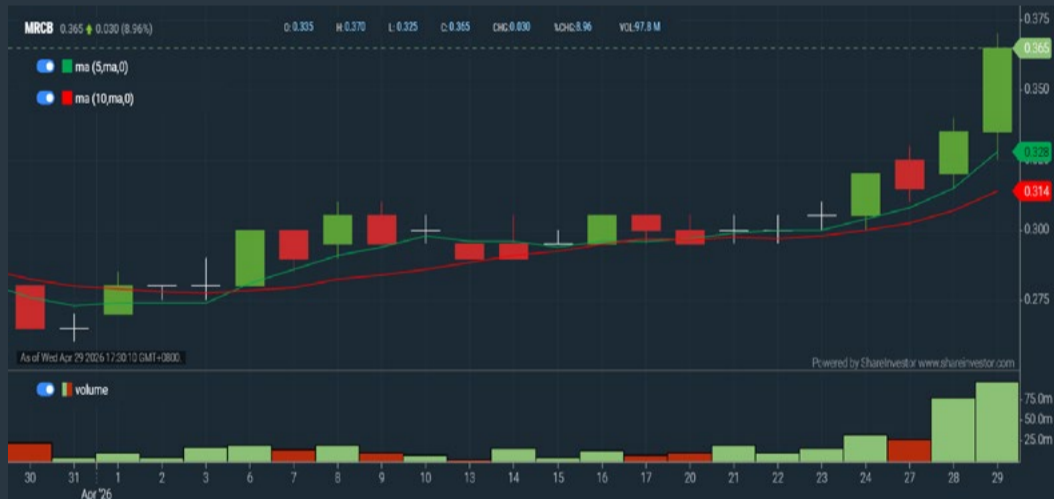 MRCB 0.365 0.030 (8.96%) O: 0.335 H: 0.370 L: 0.325 C: 0.365 CHG: 0.030 %CHG: 8.96 VOL: 97.8 M
ma (5,ma,0)
ma (10,ma,0)
0.375
0.365
0.350
0.328
0.314
0.300
0.275
As of Wed Apr 29 2026 17:30:10 GMT+0800
Powered by ShareInvestor www.shareinvestor.com
volume
75.0m
50.0m
25.0m
30 31 1 2 3 6 7 8 9 10 13 14 15 16 17 20 21 22 23 24 27 28 29
Apr '26